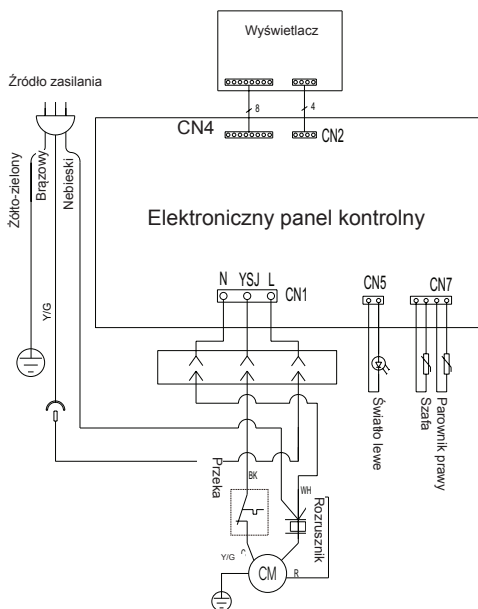 Wyświetlacz
Źródło zasilania
8
4
CN4
CN2
Żółto-zielony
Brązowy
Nebieski
Elektroniczny panel kontrolny
N YSJ L
CN1
CN5
CN7
Y/G
Światło lewe
Szafa
Parownik prawy
Przeka
BK
WH
Rozrusznik
Y/G
CM
R